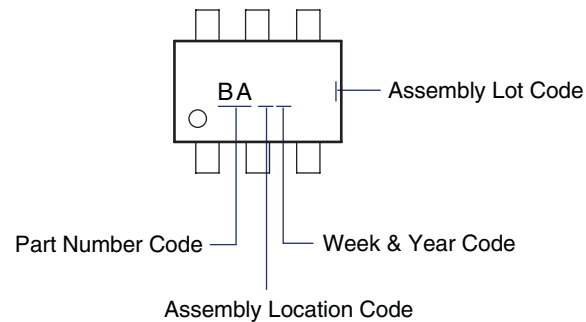 BA
Assembly Lot Code
Part Number Code
Week & Year Code
Assembly Location Code